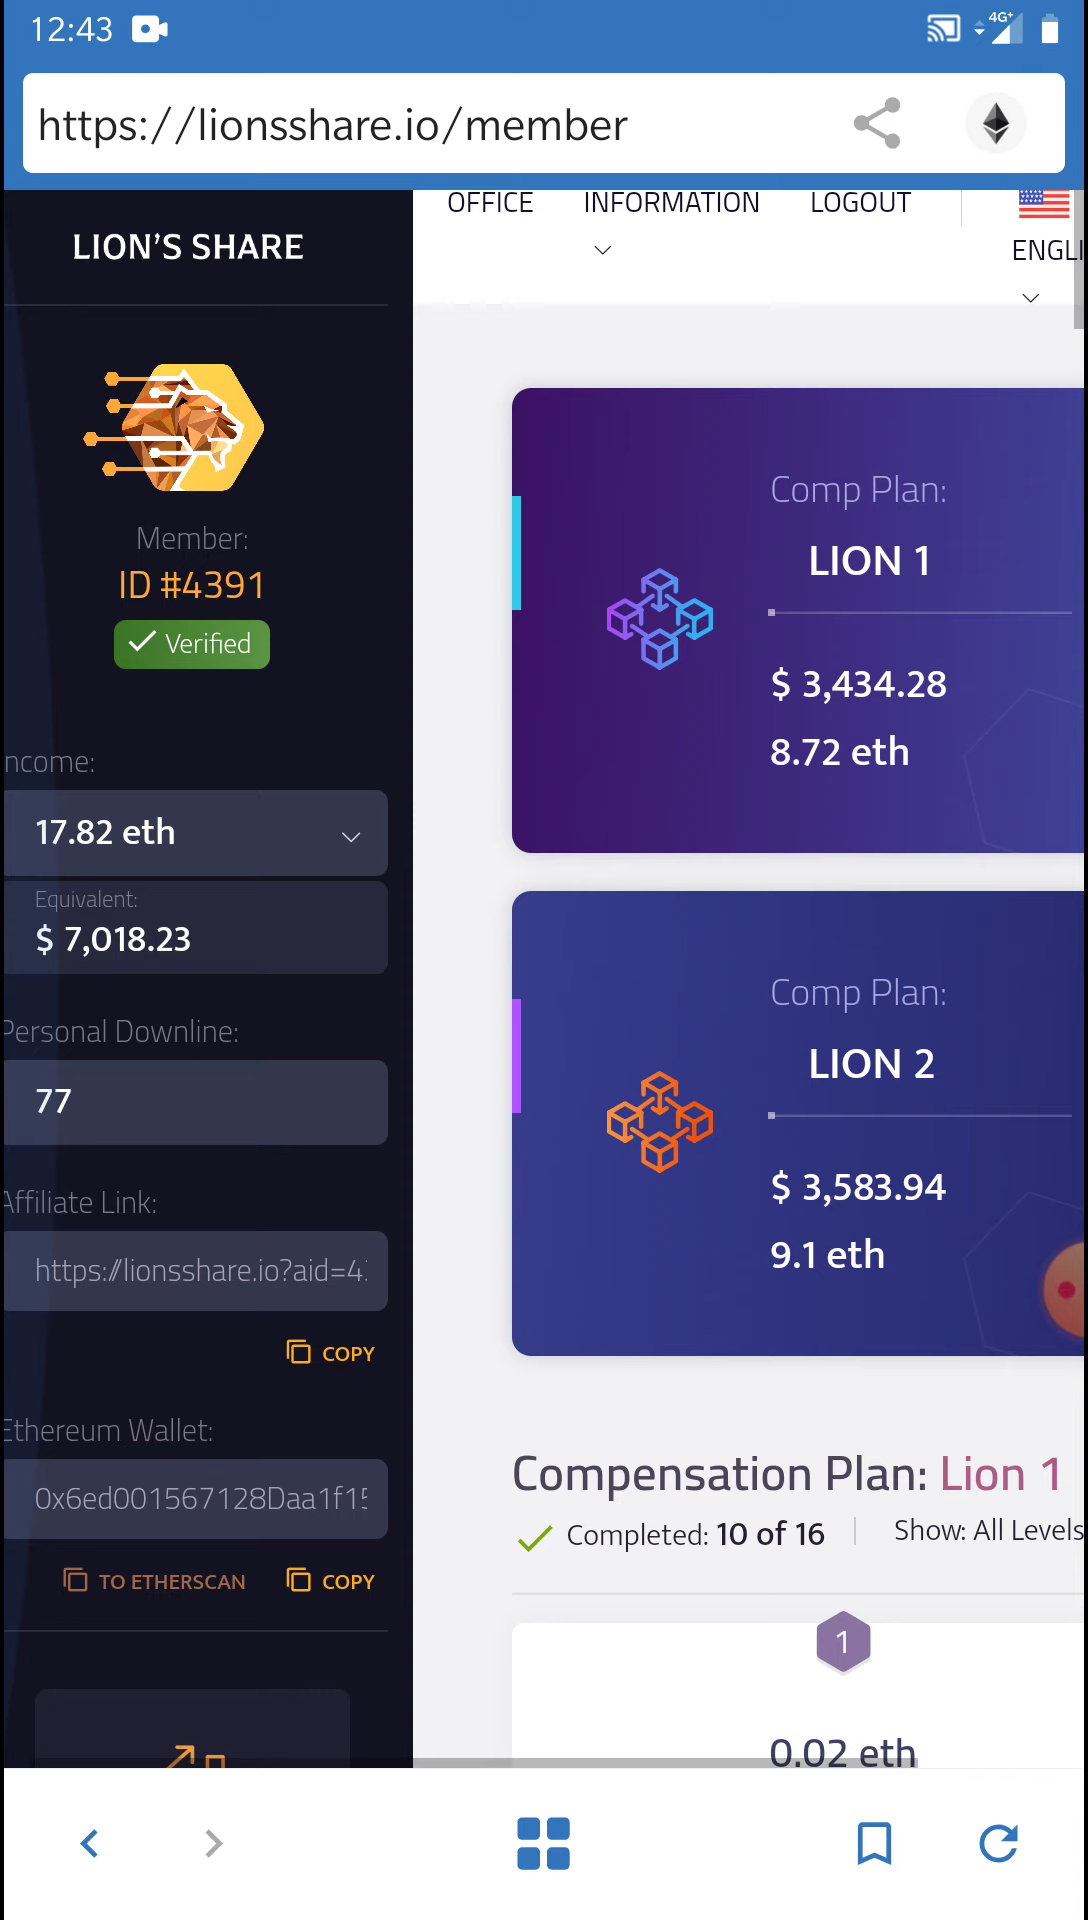 12:43
4G+
https://lionsshare.io/member
LION'S SHARE
OFFICE INFORMATION LOGOUT
ENGLI
Member:
ID #4391
Verified
ncome:
17.82 eth
Equivalent:
$ 7,018.23
Personal Downline:
77
Affiliate Link:
https://lionsshare.io?aid=4
COPY
Ethereum Wallet:
0x6ed001567128Daa1f1
TO ETHERSCAN COPY
Comp Plan:
LION 1
$ 3,434.28
8.72 eth
Comp Plan:
LION 2
$ 3,583.94
9.1 eth
Compensation Plan: Lion 1
Completed: 10 of 16
Show: All Levels
1
0.02 eth